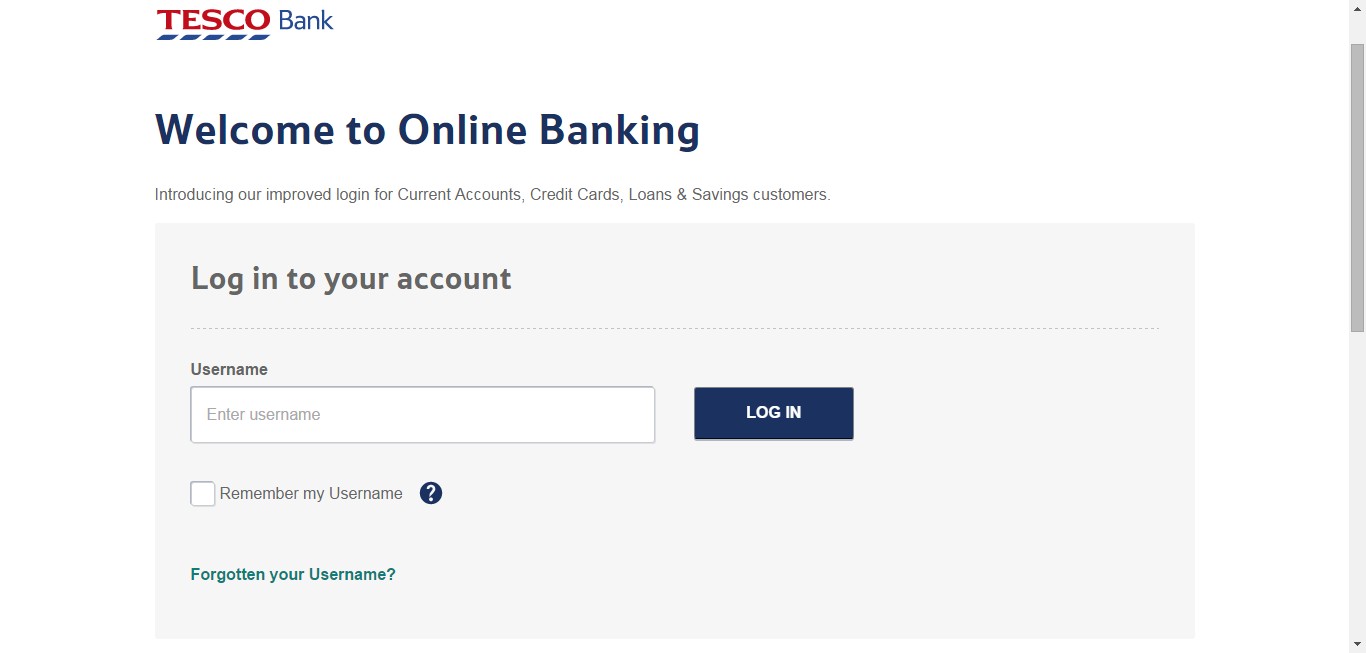 TESCO Bank
Welcome to Online Banking
Introducing our improved login for Current Accounts, Credit Cards, Loans & Savings customers.
Log in to your account
Username
Enter username
LOG IN
Remember my Username ?
Forgotten your Username?